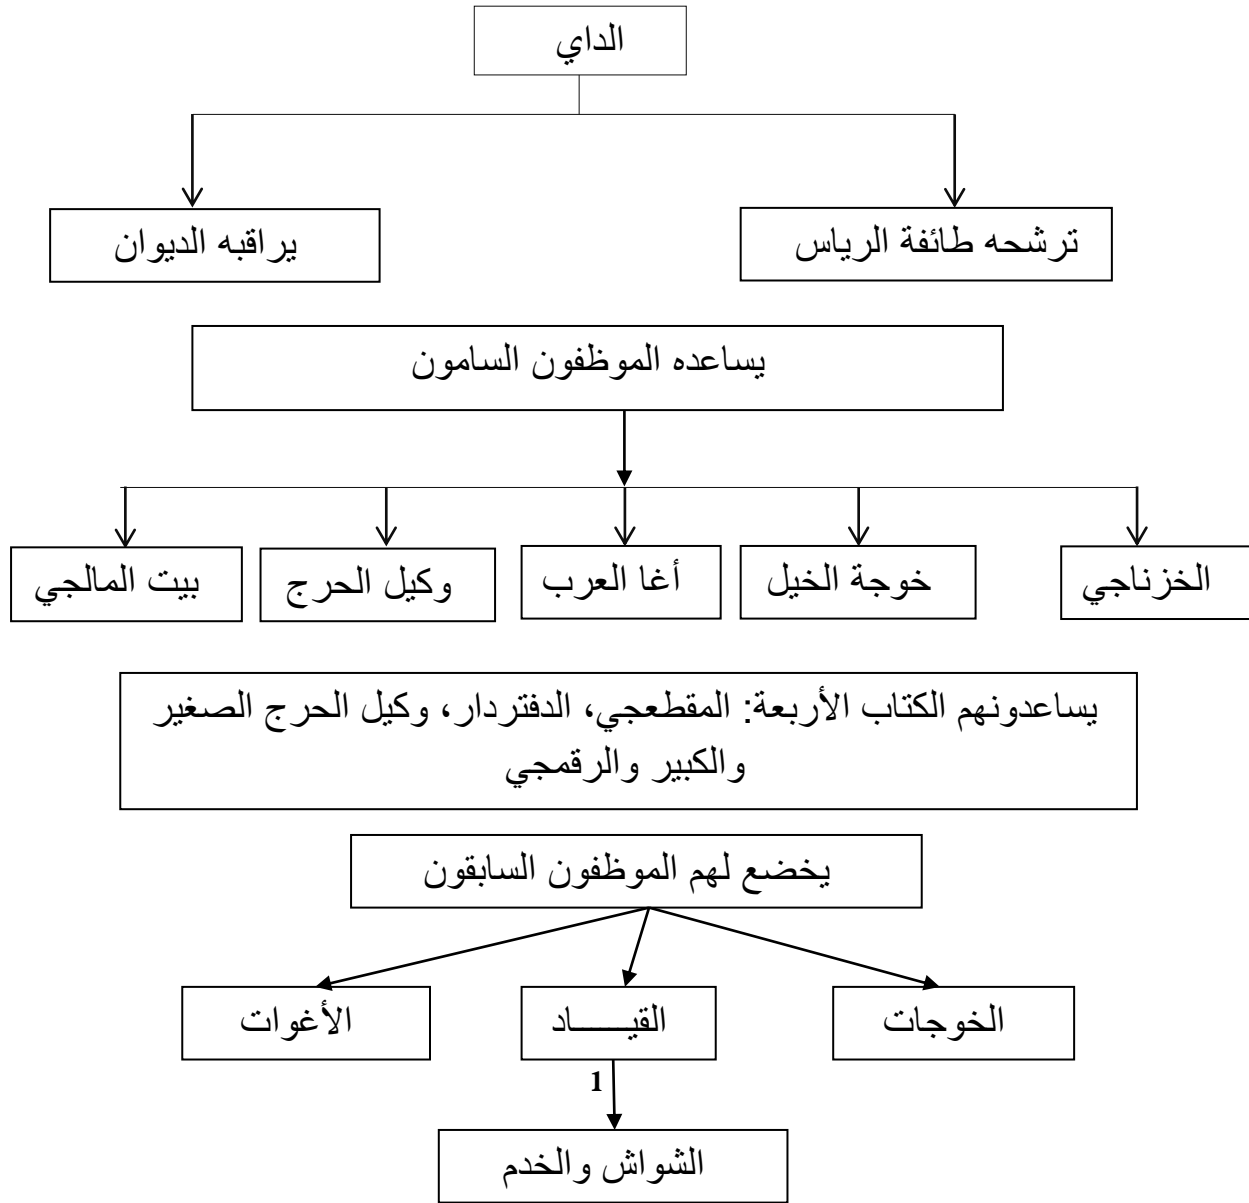 الداي
ترشحه طائفة الرياس
يراقبه الديوان
يساعده الموظفون السامون
الخزناجي
خوجة الخيل
أغا العرب
وكيل الحرج
بيت المالجي
يساعدونهم الكتاب الأربعة: المقطعجي، الدفتردار، وكيل الحرج الصغير
والكبير والرقمجي
يخضع لهم الموظفون السابقون
الخوجات
القيـــــاد
الأغوات
1
الشواش والخدم